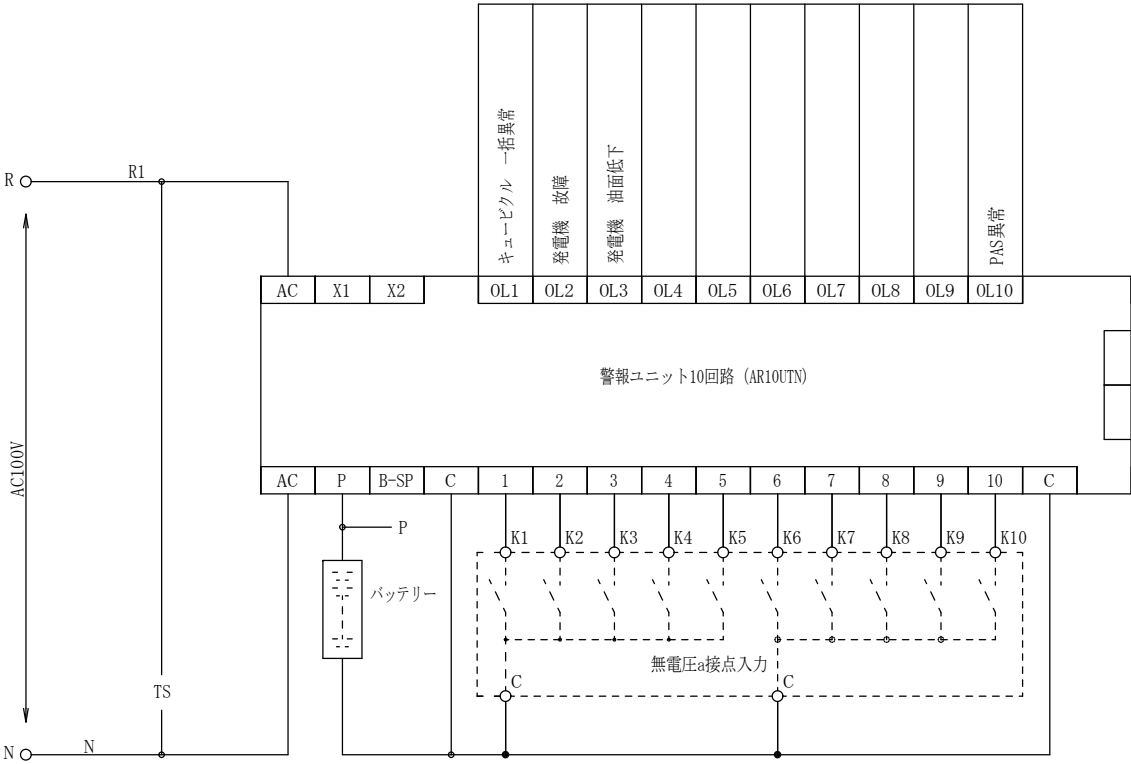 キュービクル 一括異常
発電機 故障
発電機 油面低下
PAS異常
R
R1
AC X1 X2 OL1 OL2 OL3 OL4 OL5 OL6 OL7 OL8 OL9 OL10
警報ユニット10回路 (AR10UTN)
AC100V
AC P B-SP C 1 2 3 4 5 6 7 8 9 10 C
P
K1 K2 K3 K4 K5 K6 K7 K8 K9 K10
バッテリー
無電圧a接点入力
C C
TS
N N